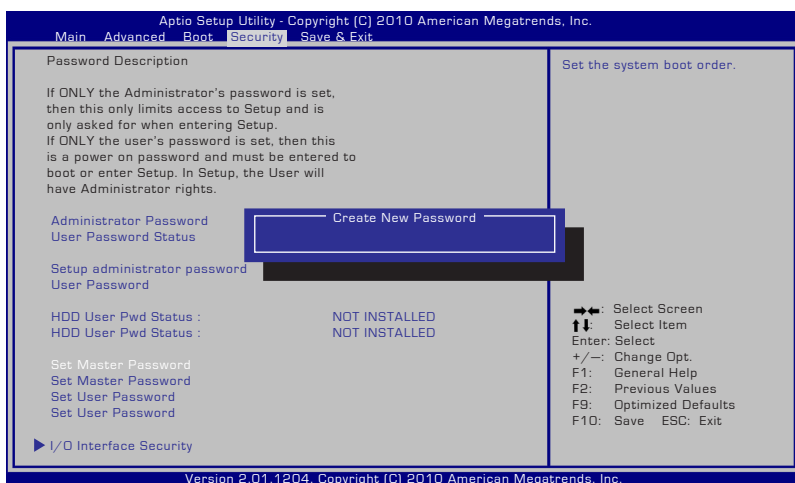 Aptio Setup Utility - Copyright (C) 2010 American Megatrends, Inc.
Main Advanced Boot Security Save & Exit
Password Description
If ONLY the Administrator's password is set,
then this only limits access to Setup and is
only asked for when entering Setup.
If ONLY the user's password is set, then this
is a power on password and must be entered to
boot or enter Setup. In Setup, the User will
have Administrator rights.
Administrator Password
User Password Status
Create New Password
Setup administrator password
User Password
HDD User Pwd Status : NOT INSTALLED
HDD User Pwd Status : NOT INSTALLED
Set Master Password
Set Master Password
Set User Password
Set User Password
I/O Interface Security
Set the system boot order.
→←: Select Screen
↑↓: Select Item
Enter: Select
+/—: Change Opt.
F1: General Help
F2: Previous Values
F9: Optimized Defaults
F10: Save ESC: Exit
Version 2.01.1204. Copyright (C) 2010 American Megatrends, Inc.